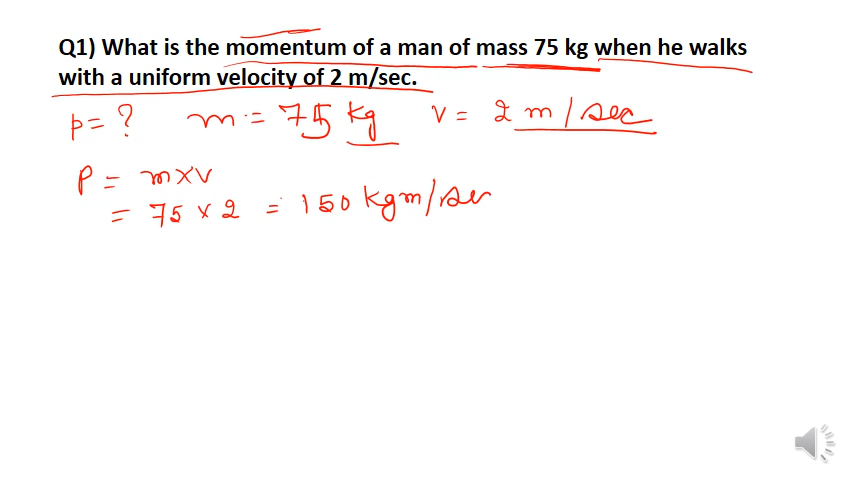 Q1) What is the momentum of a man of mass 75 kg when he walks
with a uniform velocity of 2 m/sec.
p = ? m = 75 kg v = 2 m/sec
P = m x v
= 75 x 2 = 150 kgm/sec